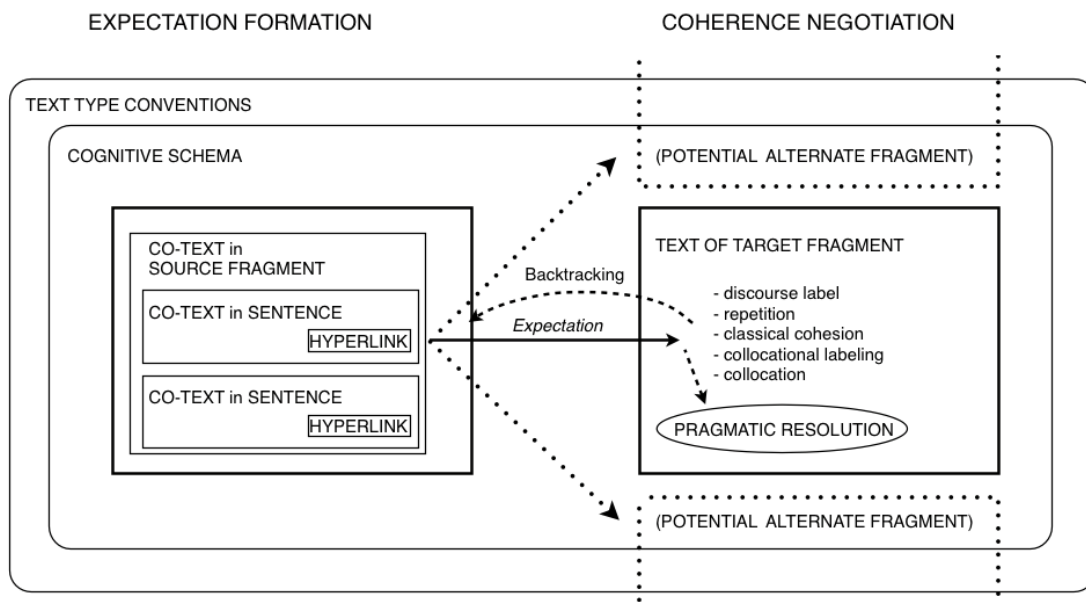 EXPECTATION FORMATION
COHERENCE NEGOTIATION
TEXT TYPE CONVENTIONS
COGNITIVE SCHEMA
(POTENTIAL ALTERNATE FRAGMENT)
CO-TEXT in
SOURCE FRAGMENT
CO-TEXT in SENTENCE
HYPERLINK
CO-TEXT in SENTENCE
HYPERLINK
Backtracking
Expectation
TEXT OF TARGET FRAGMENT
- discourse label
- repetition
- classical cohesion
- collocational labeling
- collocation
PRAGMATIC RESOLUTION
(POTENTIAL ALTERNATE FRAGMENT)